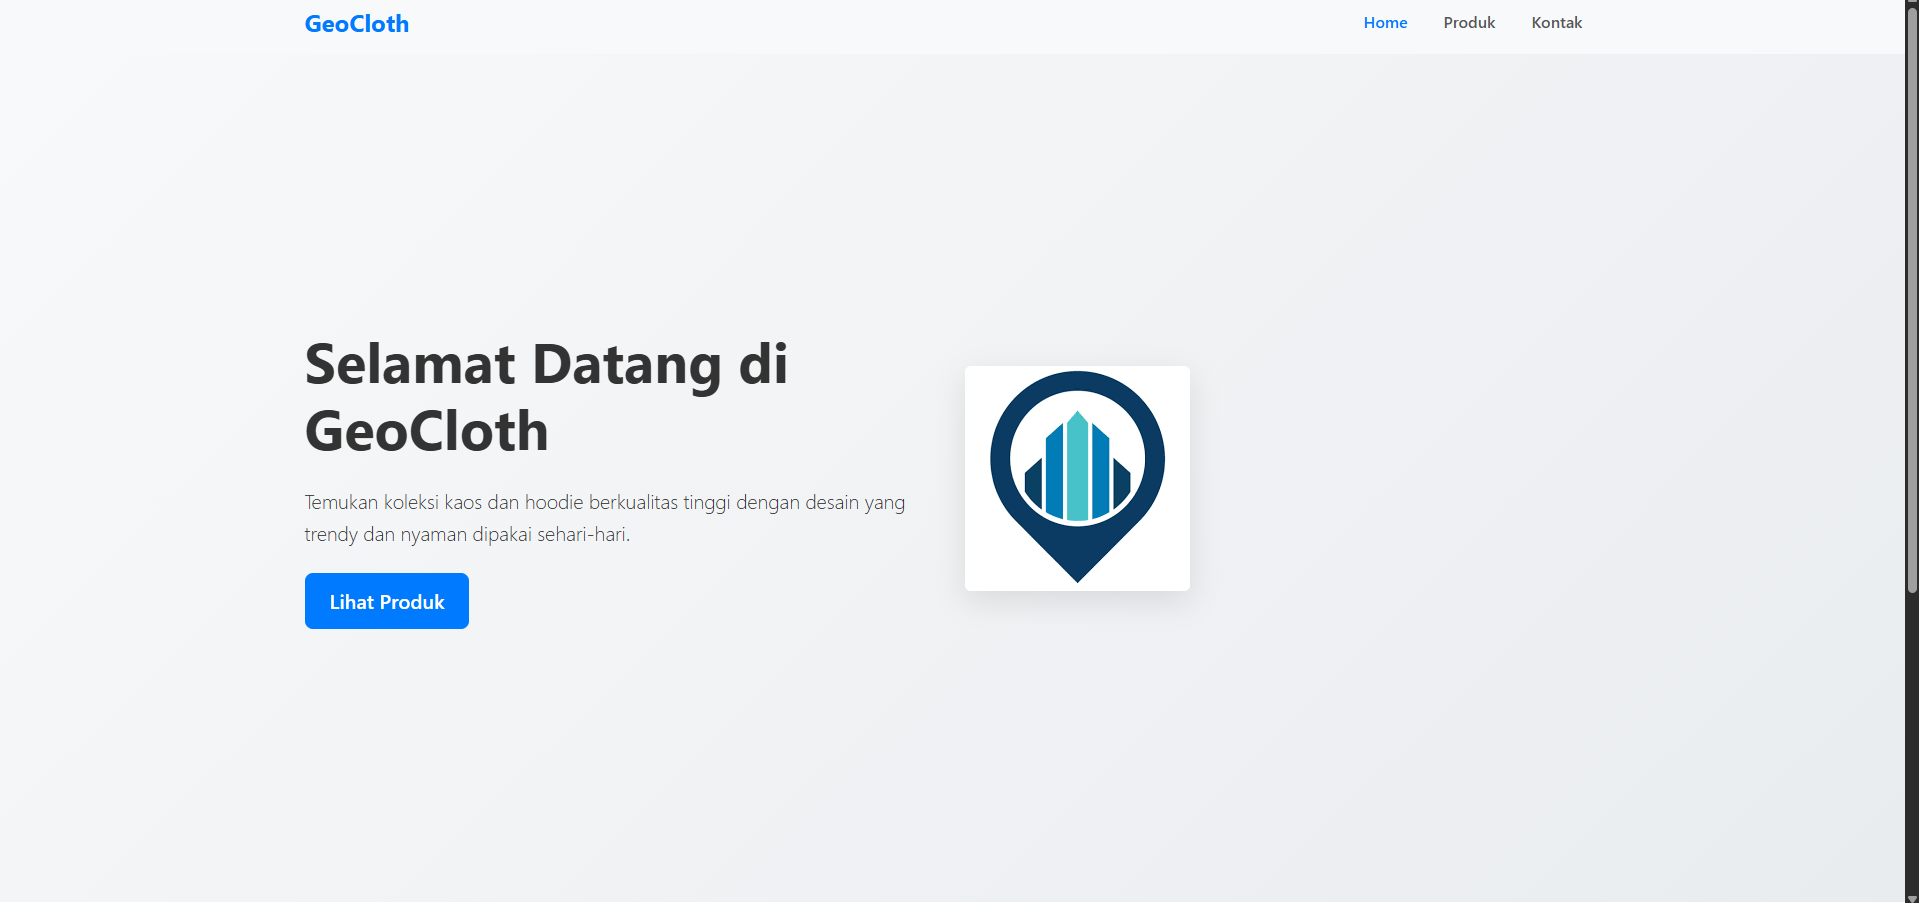 GeoCloth
Home
Produk
Kontak
Selamat Datang di
GeoCloth
Temukan koleksi kaos dan hoodie berkualitas tinggi dengan desain yang
trendy dan nyaman dipakai sehari-hari.
Lihat Produk